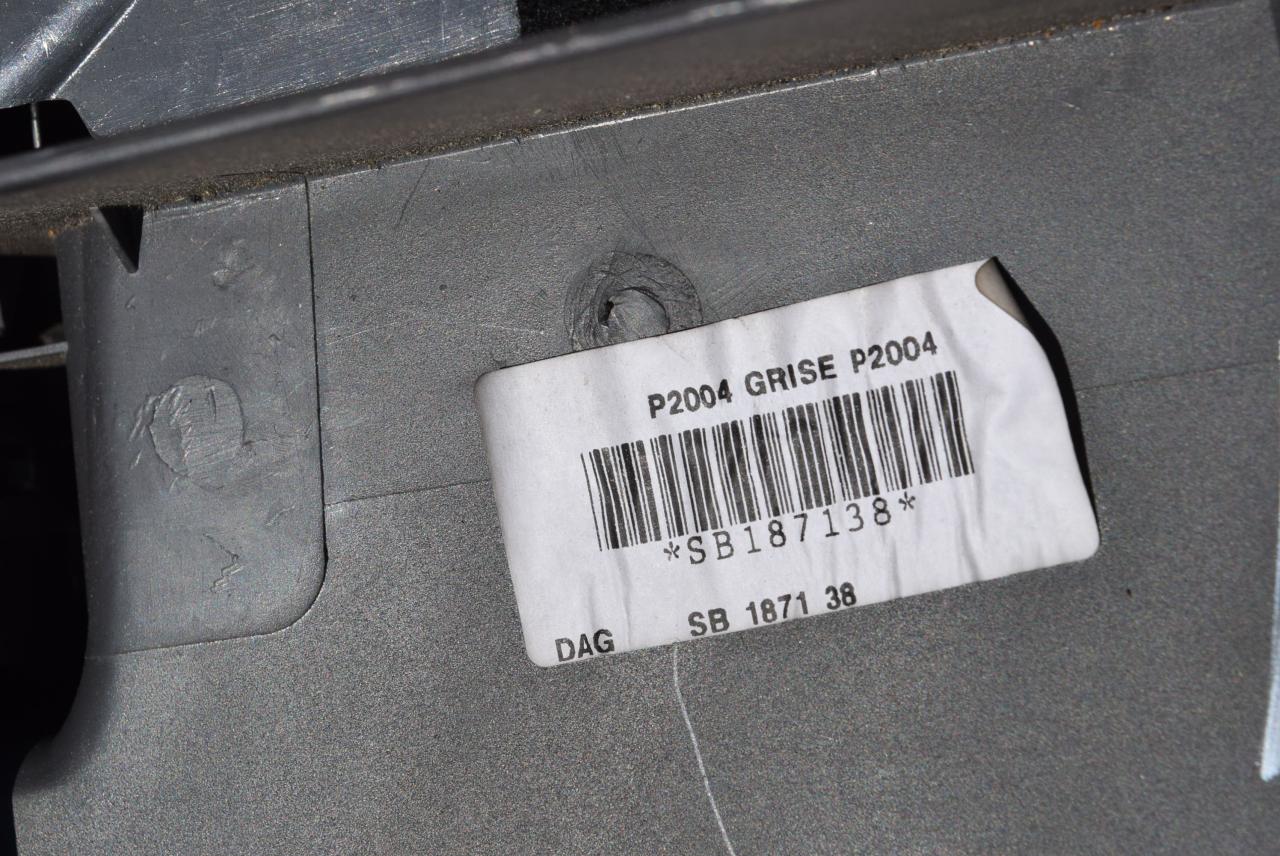 P2004 GRISE P2004
*SB187138*
SB 1871 38
DAG